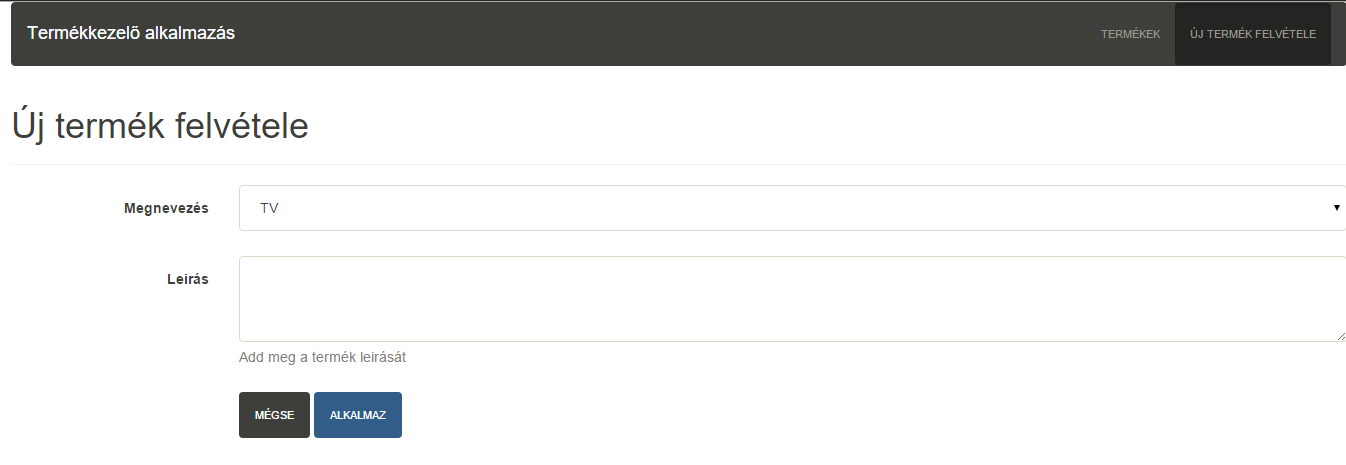 Termékkezelő alkalmazás
TERMÉKEK
ÚJ TERMÉK FELVÉTELE
Új termék felvétele
Megnevezés
TV
Leirás
Add meg a termék leirását
MÉGSE
ALKALMAZ